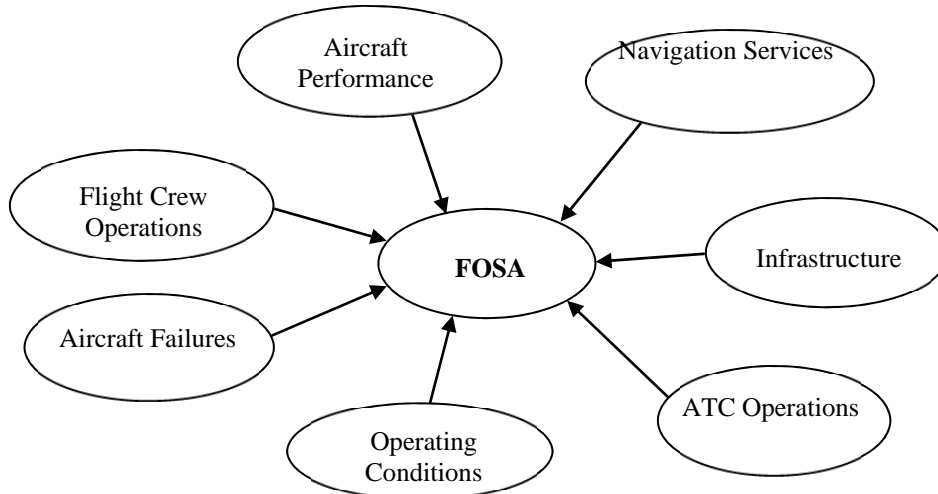 Aircraft
Performance
Navigation Services
Flight Crew
Operations
FOSA
Infrastructure
Aircraft Failures
ATC Operations
Operating
Conditions